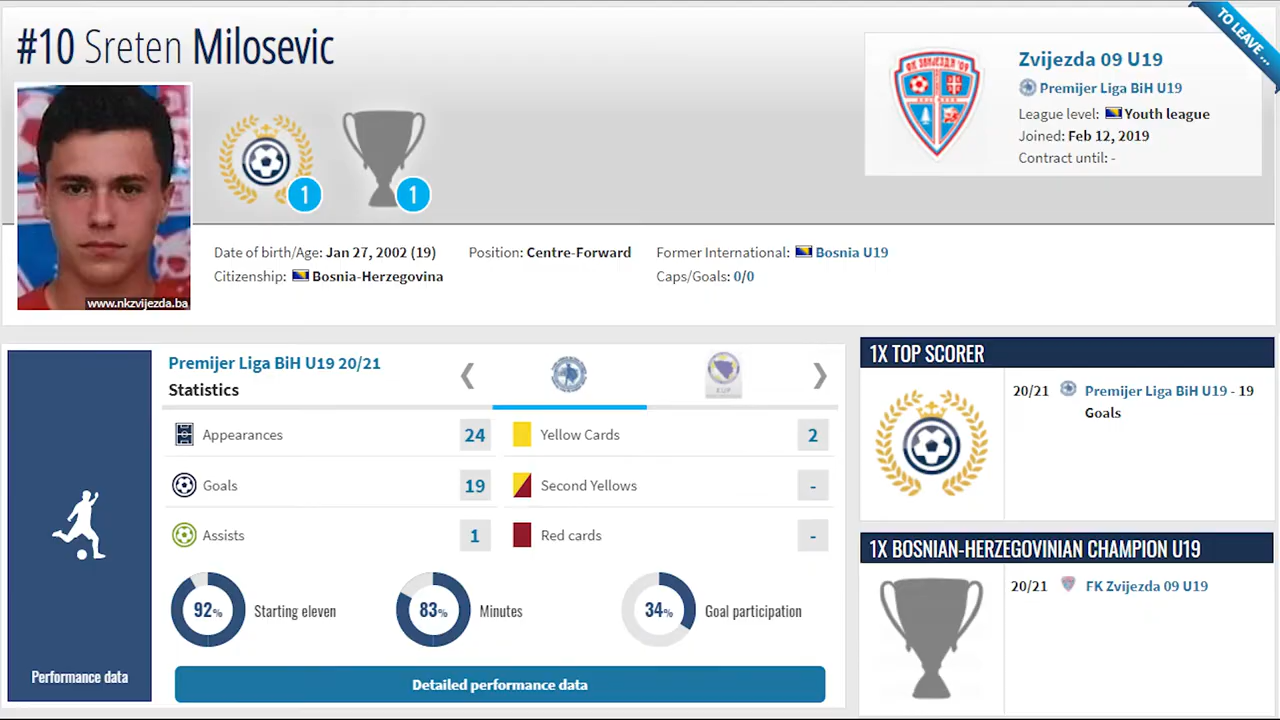 #10 Sreten Milosevic
TO LEAVE ...
Zvijezda 09 U19
Premijer Liga BiH U19
League level: Youth league
Joined: Feb 12, 2019
Contract until: -
1
1
www.nkzvijezda.ba
Date of birth/Age: Jan 27, 2002 (19)
Citizenship: Bosnia-Herzegovina
Position: Centre-Forward
Former International: Bosnia U19
Caps/Goals: 0/0
Performance data
Premijer Liga BiH U19 20/21
Statistics
KUP
Appearances 24
Yellow Cards 2
Goals 19
Second Yellows -
Assists 1
Red cards -
92% Starting eleven
83% Minutes
34% Goal participation
Detailed performance data
1X TOP SCORER
20/21 Premijer Liga BiH U19 - 19
Goals
1X BOSNIAN-HERZEGOVINIAN CHAMPION U19
20/21 FK Zvijezda 09 U19